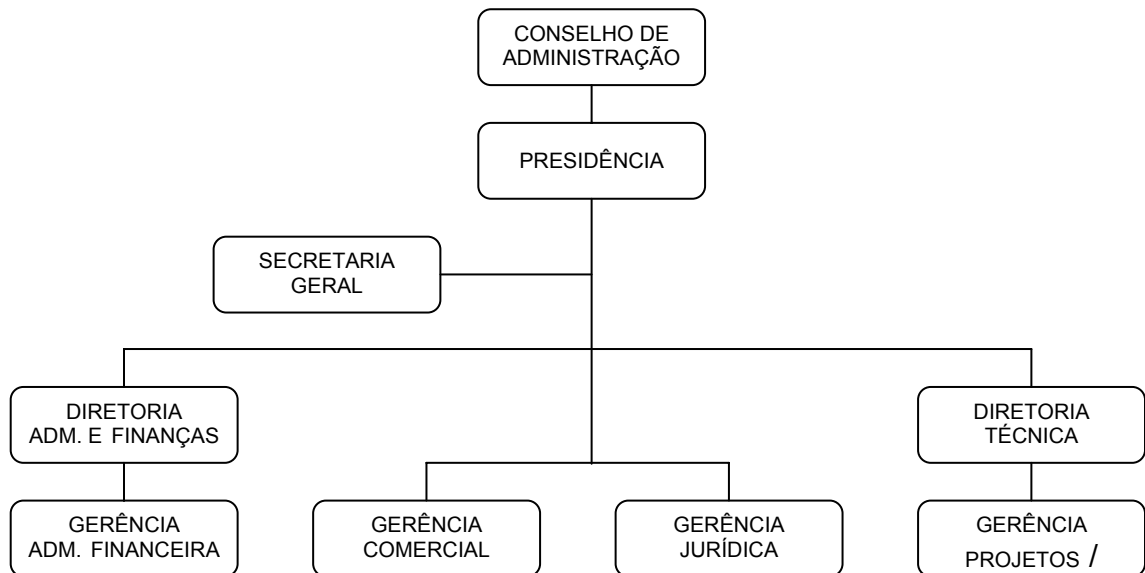 CONSELHO DE
ADMINISTRAÇÃO
PRESIDÊNCIA
SECRETARIA
GERAL
DIRETORIA
ADM. E FINANÇAS
DIRETORIA
TÉCNICA
GERÊNCIA
ADM. FINANCEIRA
GERÊNCIA
COMERCIAL
GERÊNCIA
JURÍDICA
GERÊNCIA
PROJETOS /